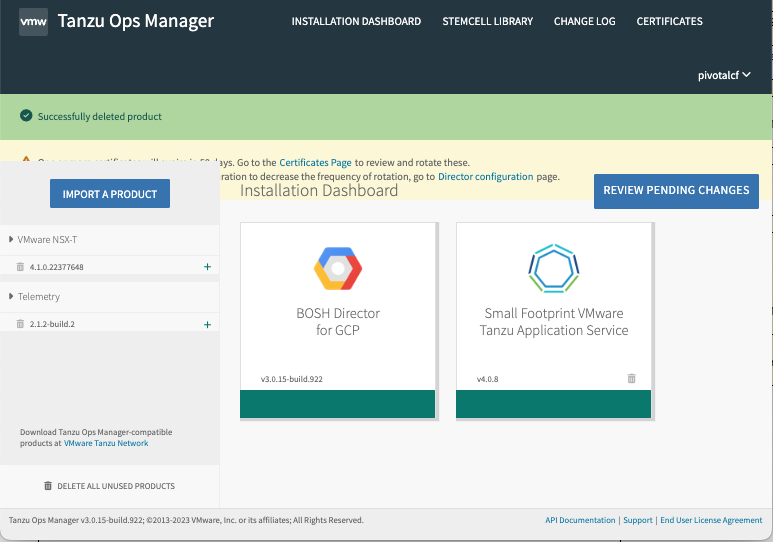 vmw Tanzu Ops Manager
INSTALLATION DASHBOARD STEMCELL LIBRARY CHANGE LOG CERTIFICATES
pivotalcf
Successfully deleted product
days. Go to the Certificates Page to review and rotate these.
ration to decrease the frequency of rotation, go to Director configuration page.
IMPORT A PRODUCT
Installation Dashboard
REVIEW PENDING CHANGES
VMware NSX-T
4.1.0.22377648 +
Telemetry
2.1.2-build.2 +
BOSH Director
for GCP
v3.0.15-build.922
Small Footprint VMware
Tanzu Application Service
v4.0.8
Download Tanzu Ops Manager-compatible
products at VMware Tanzu Network
DELETE ALL UNUSED PRODUCTS
Tanzu Ops Manager v3.0.15-build.922; ©2013-2023 VMware, Inc. or its affiliates; All Rights Reserved.
API Documentation | Support | End User License Agreement